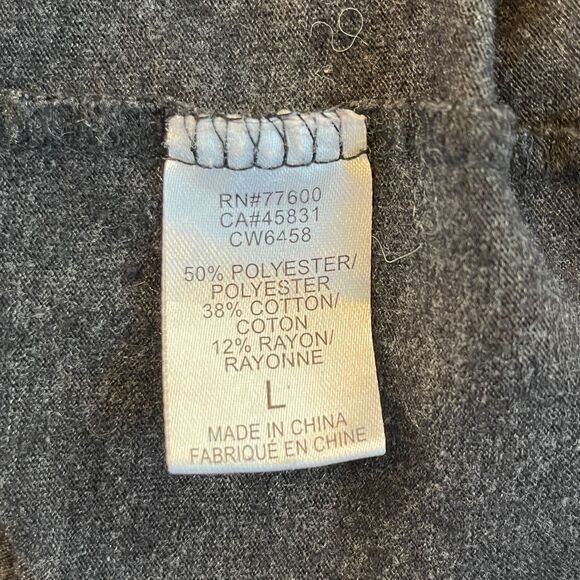 RN#77600
CA#45831
CW6458
50% POLYESTER/
POLYESTER
38% COTTON/
COTON
12% RAYON/
RAYONNE
L
MADE IN CHINA
FABRIQUÉ EN CHINE